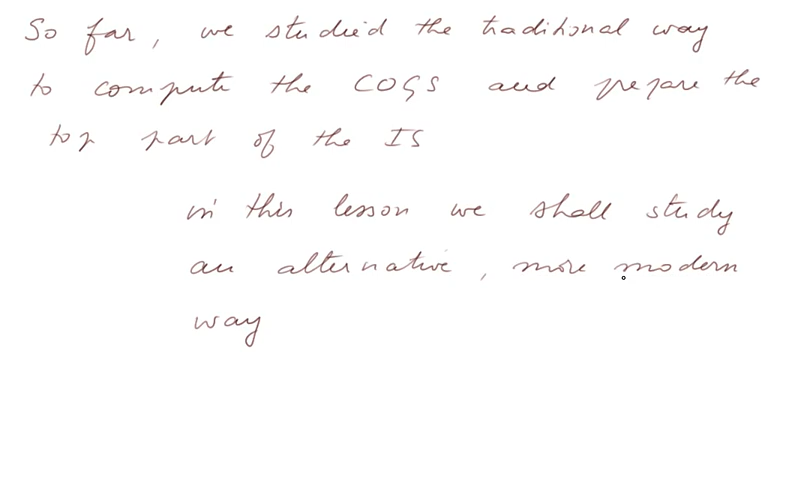 So far, we studied the traditional way
to compute the COGS and prepare the
top part of the IS
in this lesson we shall study
an alternative, more modern
way